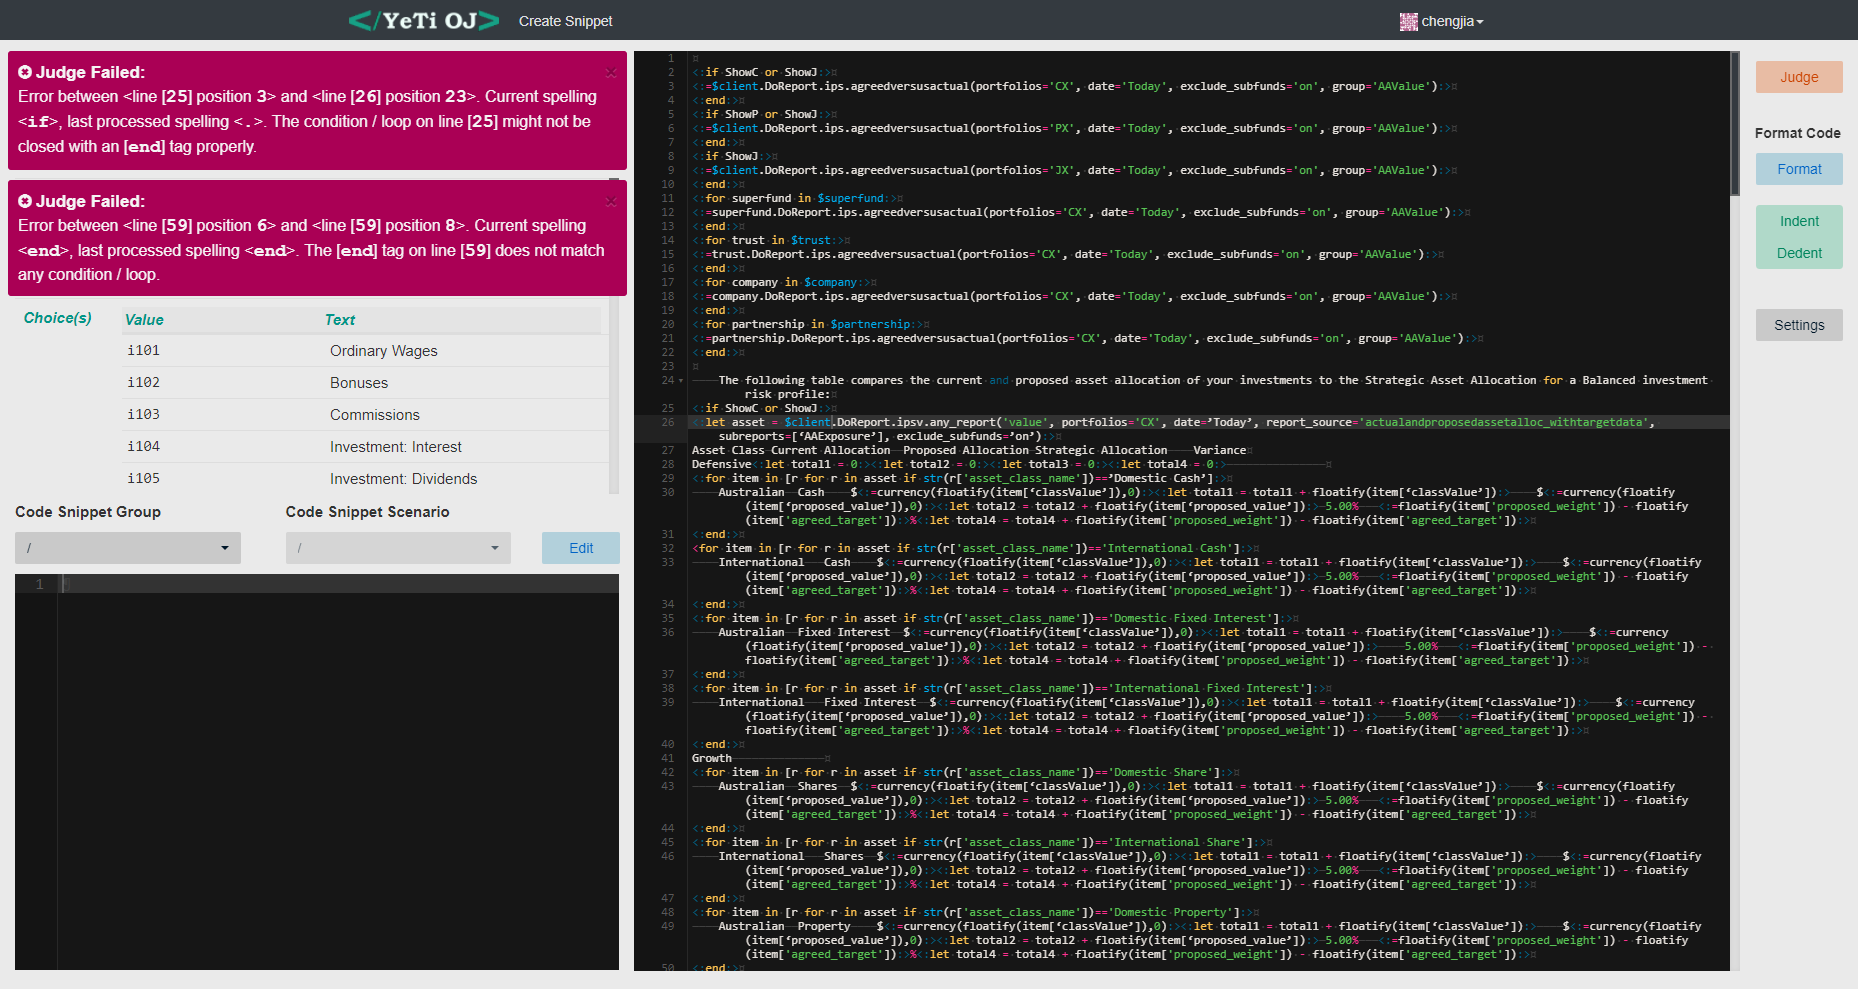 </YeTi OJ> Create Snippet chengjia
Judge Failed:
Error between <line [25] position 3> and <line [26] position 23>. Current spelling
<if>, last processed spelling <.>. The condition / loop on line [25] might not be
closed with an [end] tag properly.
Judge Failed:
Error between <line [59] position 6> and <line [59] position 8>. Current spelling
<end>, last processed spelling <end>. The [end] tag on line [59] does not match
any condition / loop.
Choice(s) Value Text
i101 Ordinary Wages
i102 Bonuses
i103 Commissions
i104 Investment: Interest
i105 Investment: Dividends
Code Snippet Group Code Snippet Scenario
/ / Edit
1
1
2 <:if ShowC or ShowJ:>
3 <:=$client.DoReport.ips.agreedversusactual(portfolios='CX', date='Today', exclude_subfunds='on', group='AAValue'):>
4 <:end:>
5 <:if ShowP or ShowJ:>
6 <:=$client.DoReport.ips.agreedversusactual(portfolios='PX', date='Today', exclude_subfunds='on', group='AAValue'):>
7 <:end:>
8 <:if ShowJ:>
9 <:=$client.DoReport.ips.agreedversusactual(portfolios='JX', date='Today', exclude_subfunds='on', group='AAValue'):>
10 <:end:>
11 <:for superfund in $superfund:>
12 <:=superfund.DoReport.ips.agreedversusactual(portfolios='CX', date='Today', exclude_subfunds='on', group='AAValue'):>
13 <:end:>
14 <:for trust in $trust:>
15 <:=trust.DoReport.ips.agreedversusactual(portfolios='CX', date='Today', exclude_subfunds='on', group='AAValue'):>
16 <:end:>
17 <:for company in $company:>
18 <:=company.DoReport.ips.agreedversusactual(portfolios='CX', date='Today', exclude_subfunds='on', group='AAValue'):>
19 <:end:>
20 <:for partnership in $partnership:>
21 <:=partnership.DoReport.ips.agreedversusactual(portfolios='CX', date='Today', exclude_subfunds='on', group='AAValue'):>
22 <:end:>
23
24 The following table compares the current and proposed asset allocation of your investments to the Strategic Asset Allocation for a Balanced investment
risk profile:
25 <:if ShowC or ShowJ:>
26 <:let asset = $client.DoReport.ipsv.any_report('value', portfolios='CX', date=’Today’, report_source='actualandproposedassetalloc_withtargetdata',
subreports=[‘AAExposure’], exclude_subfunds=’on’):>
27 Asset Class Current Allocation Proposed Allocation Strategic Allocation Variance
28 Defensive<:let total1 = 0:><:let total2 = 0:><:let total3 = 0:><:let total4 = 0:>
29 <:for item in [r for r in asset if str(r['asset_class_name'])==’Domestic Cash’]:>
30 Australian Cash $<:=currency(floatify(item[‘classValue’]),0):><:let total1 = total1 + floatify(item[‘classValue’]):> $<:=currency(floatify
(item[‘proposed_value’]),0):><:let total2 = total2 + floatify(item[‘proposed_value’]):> 5.00% <:=floatify(item['proposed_weight']) - floatify
(item['agreed_target']):>%<:let total4 = total4 + floatify(item['proposed_weight']) - floatify(item['agreed_target']):>
31 <:end:>
32 <for item in [r for r in asset if str(r['asset_class_name'])=='International Cash']:>
33 International Cash $<:=currency(floatify(item[‘classValue’]),0):><:let total1 = total1 + floatify(item[‘classValue’]):> $<:=currency(floatify
(item[‘proposed_value’]),0):><:let total2 = total2 + floatify(item[‘proposed_value’]):> 5.00% <:=floatify(item['proposed_weight']) - floatify
(item['agreed_target']):>%<:let total4 = total4 + floatify(item['proposed_weight']) - floatify(item['agreed_target']):>
34 <:end:>
35 <:for item in [r for r in asset if str(r['asset_class_name'])=='Domestic Fixed Interest']:>
36 Australian Fixed Interest $<:=currency(floatify(item[‘classValue’]),0):><:let total1 = total1 + floatify(item[‘classValue’]):> $<:=currency
(floatify(item[‘proposed_value’]),0):><:let total2 = total2 + floatify(item[‘proposed_value’]):> 5.00% <:=floatify(item['proposed_weight']) -
floatify(item['agreed_target']):>%<:let total4 = total4 + floatify(item['proposed_weight']) - floatify(item['agreed_target']):>
37 <:end:>
38 <:for item in [r for r in asset if str(r['asset_class_name'])=='International Fixed Interest']:>
39 International Fixed Interest $<:=currency(floatify(item[‘classValue’]),0):><:let total1 = total1 + floatify(item[‘classValue’]):> $<:=currency
(floatify(item[‘proposed_value’]),0):><:let total2 = total2 + floatify(item[‘proposed_value’]):> 5.00% <:=floatify(item['proposed_weight']) -
floatify(item['agreed_target']):>%<:let total4 = total4 + floatify(item['proposed_weight']) - floatify(item['agreed_target']):>
40 <:end:>
41 Growth
42 <:for item in [r for r in asset if str(r['asset_class_name'])=='Domestic Share']:>
43 Australian Shares $<:=currency(floatify(item[‘classValue’]),0):><:let total1 = total1 + floatify(item[‘classValue’]):> $<:=currency(floatify
(item[‘proposed_value’]),0):><:let total2 = total2 + floatify(item[‘proposed_value’]):> 5.00% <:=floatify(item['proposed_weight']) - floatify
(item['agreed_target']):>%<:let total4 = total4 + floatify(item['proposed_weight']) - floatify(item['agreed_target']):>
44 <:end:>
45 <:for item in [r for r in asset if str(r['asset_class_name'])=='International Share']:>
46 International Shares $<:=currency(floatify(item[‘classValue’]),0):><:let total1 = total1 + floatify(item[‘classValue’]):> $<:=currency(floatify
(item[‘proposed_value’]),0):><:let total2 = total2 + floatify(item[‘proposed_value’]):> 5.00% <:=floatify(item['proposed_weight']) - floatify
(item['agreed_target']):>%<:let total4 = total4 + floatify(item['proposed_weight']) - floatify(item['agreed_target']):>
47 <:end:>
48 <:for item in [r for r in asset if str(r['asset_class_name'])=='Domestic Property']:>
49 Australian Property $<:=currency(floatify(item[‘classValue’]),0):><:let total1 = total1 + floatify(item[‘classValue’]):> $<:=currency(floatify
(item[‘proposed_value’]),0):><:let total2 = total2 + floatify(item[‘proposed_value’]):> 5.00% <:=floatify(item['proposed_weight']) - floatify
(item['agreed_target']):>%<:let total4 = total4 + floatify(item['proposed_weight']) - floatify(item['agreed_target']):>
50 <:end:>
Judge
Format Code
Format
Indent
Dedent
Settings